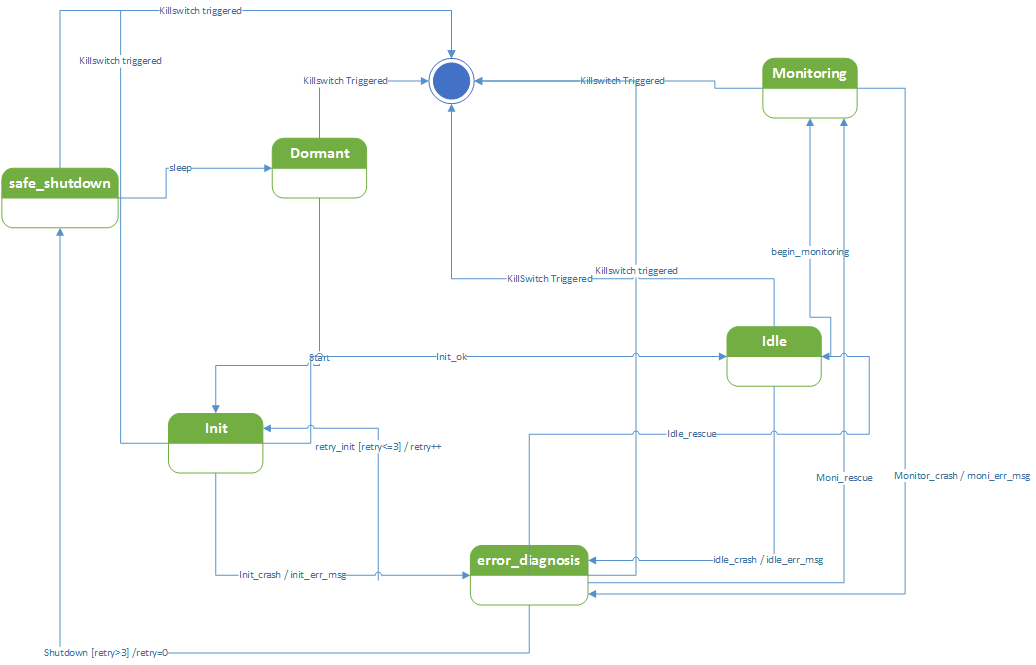 Killswitch triggered
Killswitch triggered
Killswitch Triggered
Killswitch Triggered
Monitoring
Dormant
sleep
safe_shutdown
begin_monitoring
Killswitch triggered
KillSwitch Triggered
Idle
Start
Init_ok
Init
Idle_rescue
retry_init [retry<=3] / retry++
Moni_rescue
Monitor_crash / moni_err_msg
error_diagnosis
idle_crash / idle_err_msg
Init_crash / init_err_msg
Shutdown [retry>3] /retry=0